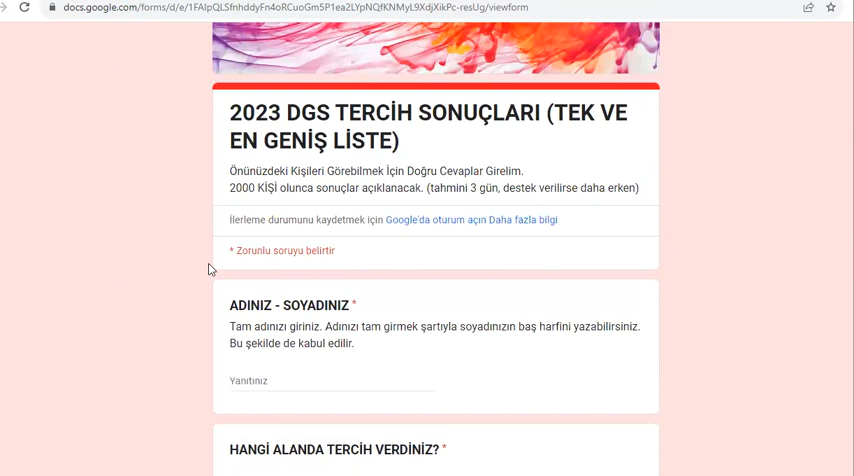 docs.google.com/forms/d/e/1FAIpQLSfnhddyFn4oRCuoGm5P1ea2LYpNQfKNMyL9XdjXikPc-resUg/viewform
2023 DGS TERCİH SONUÇLARI (TEK VE
EN GENİŞ LİSTE)
Önünüzdeki Kişileri Görebilmek İçin Doğru Cevaplar Girelim.
2000 KİŞİ olunca sonuçlar açıklanacak. (tahmini 3 gün, destek verilirse daha erken)
İlerleme durumunu kaydetmek için Google'da oturum açın Daha fazla bilgi
* Zorunlu soruyu belirtir
ADINIZ - SOYADINIZ *
Tam adınızı giriniz. Adınızı tam girmek şartıyla soyadınızın baş harfini yazabilirsiniz.
Bu şekilde de kabul edilir.
Yanıtınız
HANGİ ALANDA TERCİH VERDİNİZ? *